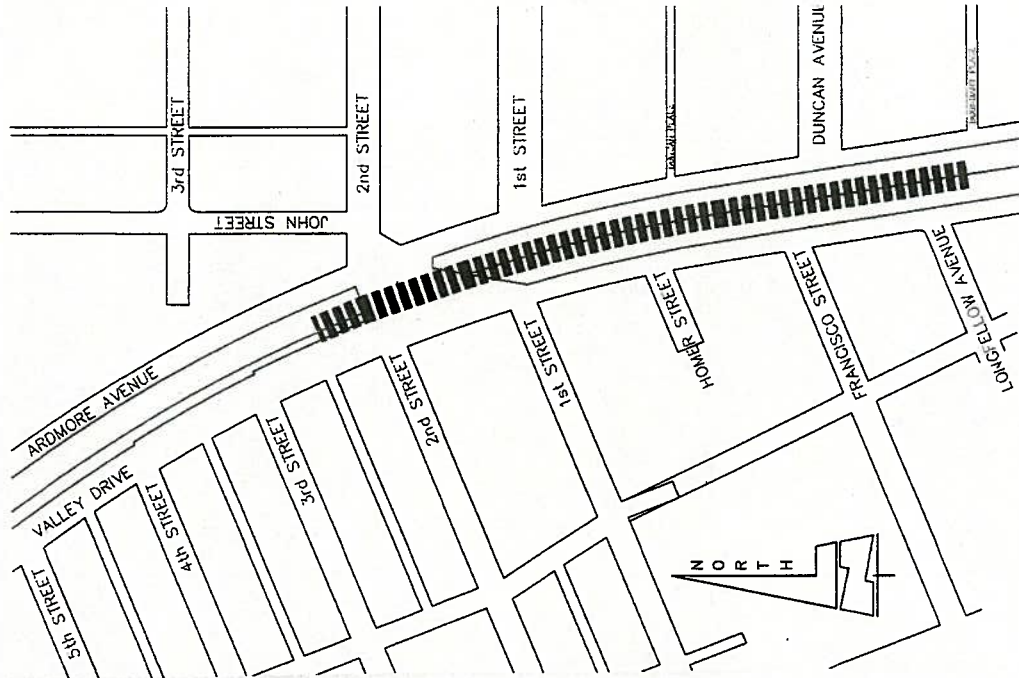 3rd STREET
2nd STREET
1st STREET
DUNCAN AVENUE
JOHN STREET
ARDMORE AVENUE
VALLEY DRIVE
5th STREET
4th STREET
3rd STREET
2nd STREET
1st STREET
HOMER STREET
FRANCISCO STREET
LONGFELLOW AVENUE
NORTH